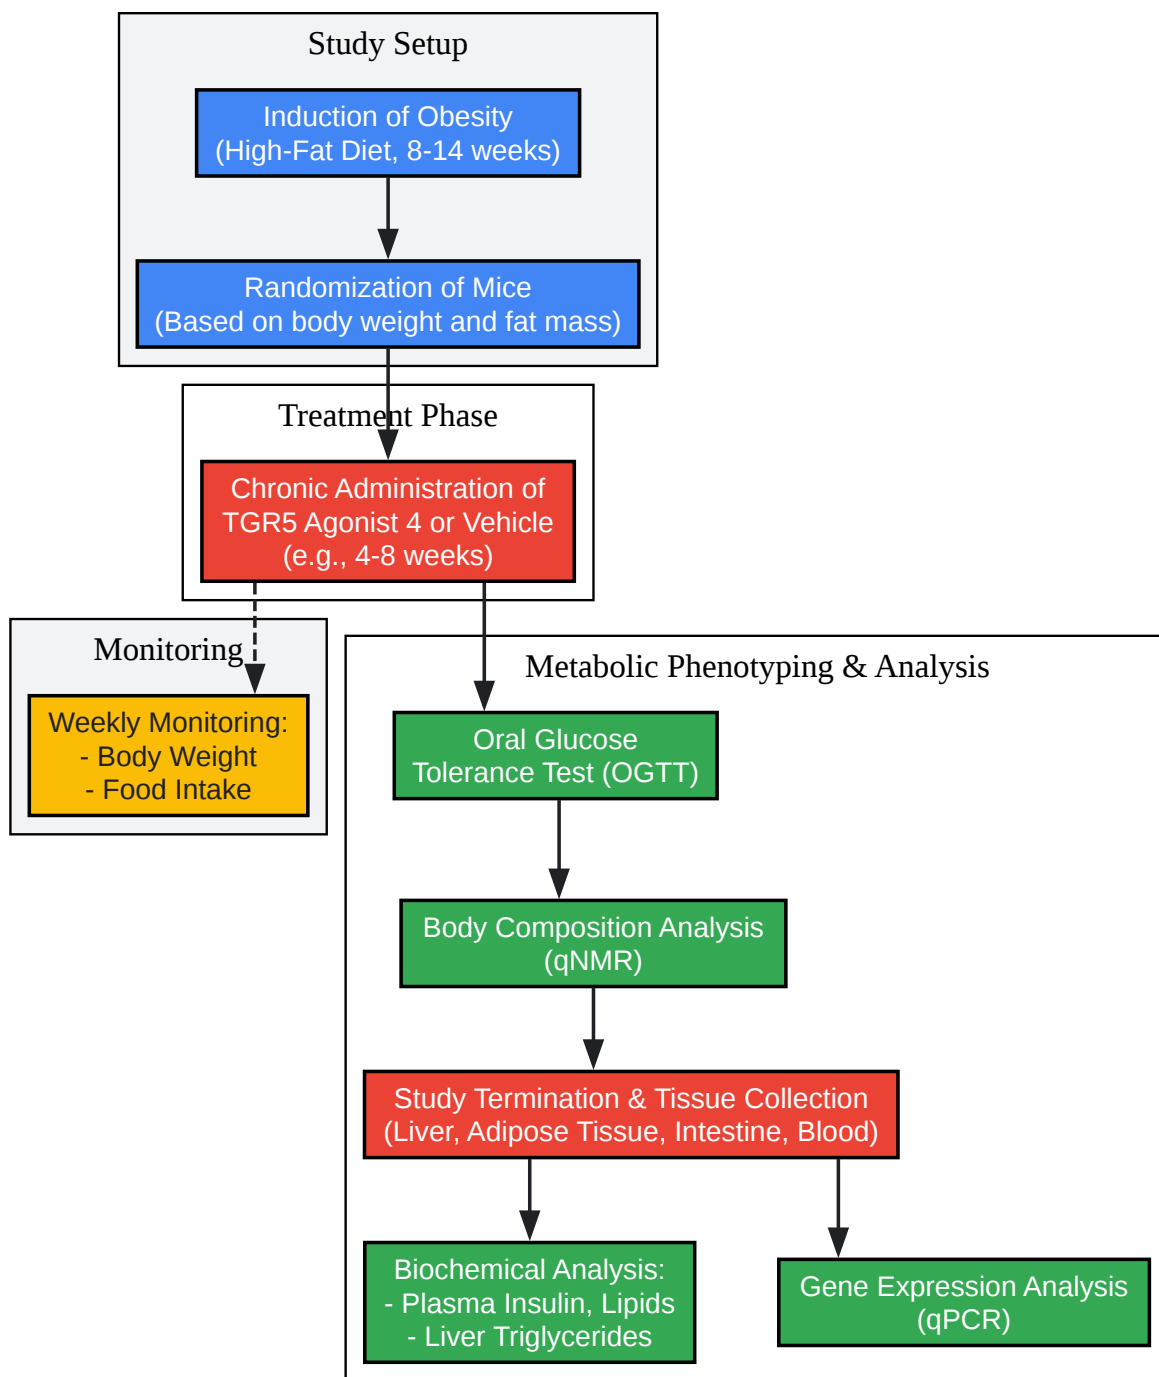 Study Setup
Induction of Obesity
(High-Fat Diet, 8-14 weeks)
Randomization of Mice
(Based on body weight and fat mass)
Treatment Phase
Chronic Administration of
TGR5 Agonist 4 or Vehicle
(e.g., 4-8 weeks)
Monitoring
Weekly Monitoring:
- Body Weight
- Food Intake
Metabolic Phenotyping & Analysis
Oral Glucose
Tolerance Test (OGTT)
Body Composition Analysis
(qNMR)
Study Termination & Tissue Collection
(Liver, Adipose Tissue, Intestine, Blood)
Biochemical Analysis:
- Plasma Insulin, Lipids
- Liver Triglycerides
Gene Expression Analysis
(qPCR)